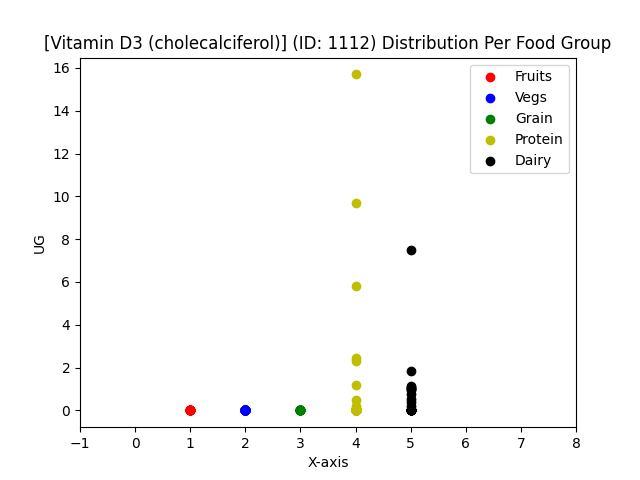 [Vitamin D3 (cholecalciferol)] (ID: 1112) Distribution Per Food Group
16
14
12
10
8
6
4
2
0
UG
Fruits
Vegs
Grain
Protein
Dairy
−1
0
1
2
3
4
5
6
7
8
X-axis